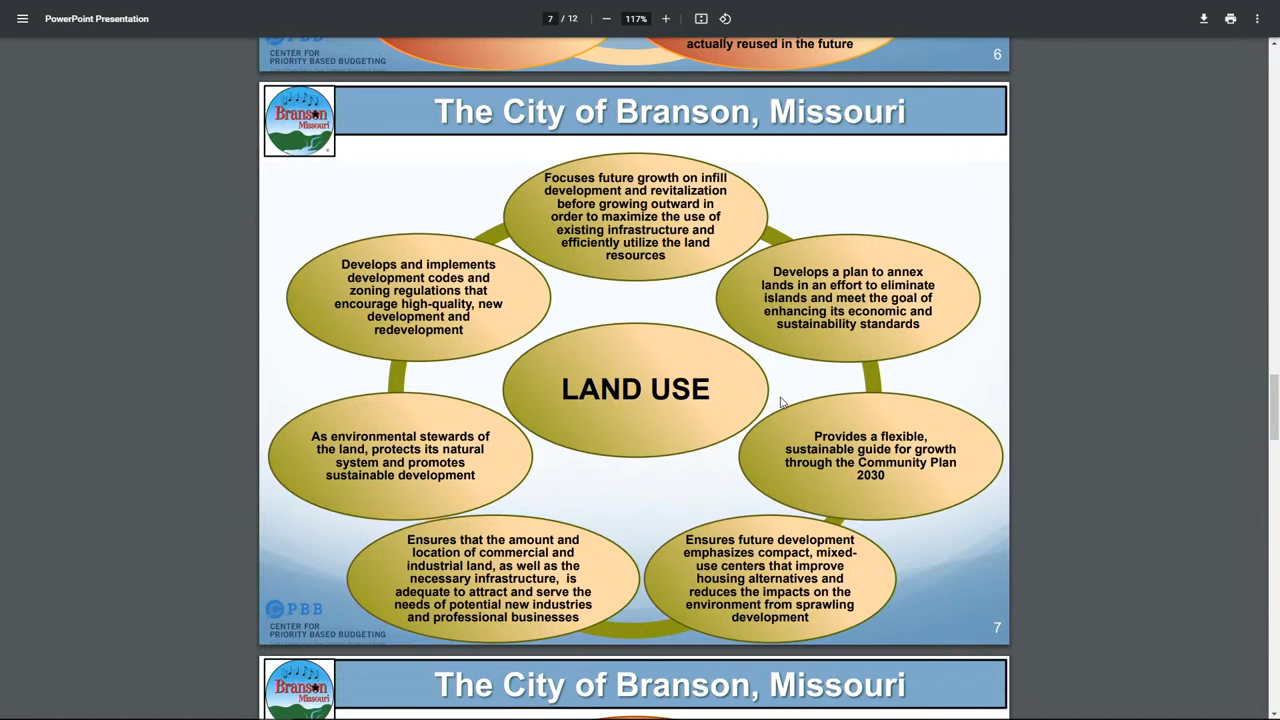 PowerPoint Presentation
7 / 12
117%
actually reused in the future
PBB
CENTER FOR
PRIORITY BASED BUDGETING
6
Branson
Missouri
The City of Branson, Missouri
Focuses future growth on infill
development and revitalization
before growing outward in
order to maximize the use of
existing infrastructure and
efficiently utilize the land
resources
Develops and implements
development codes and
zoning regulations that
encourage high-quality, new
development and
redevelopment
Develops a plan to annex
lands in an effort to eliminate
islands and meet the goal of
enhancing its economic and
sustainability standards
LAND USE
As environmental stewards of
the land, protects its natural
system and promotes
sustainable development
Provides a flexible,
sustainable guide for growth
through the Community Plan
2030
Ensures that the amount and
location of commercial and
industrial land, as well as the
necessary infrastructure, is
adequate to attract and serve the
needs of potential new industries
and professional businesses
Ensures future development
emphasizes compact, mixed-
use centers that improve
housing alternatives and
reduces the impacts on the
environment from sprawling
development
PBB
CENTER FOR
PRIORITY BASED BUDGETING
7
Branson
Missouri
The City of Branson, Missouri